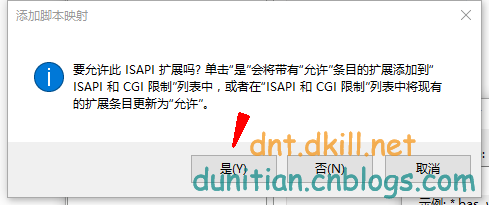 添加脚本映射
要允许此 ISAPI 扩展吗? 单击“是”会将带有“允许”条目的扩展添加到“
ISAPI 和 CGI 限制”列表中，或者在“ISAPI 和 CGI 限制”列表中将现有
的扩展条目更新为“允许”。
dnt.dkill.net
是(Y)
否(N)
取消
dunitian.cnblogs.com